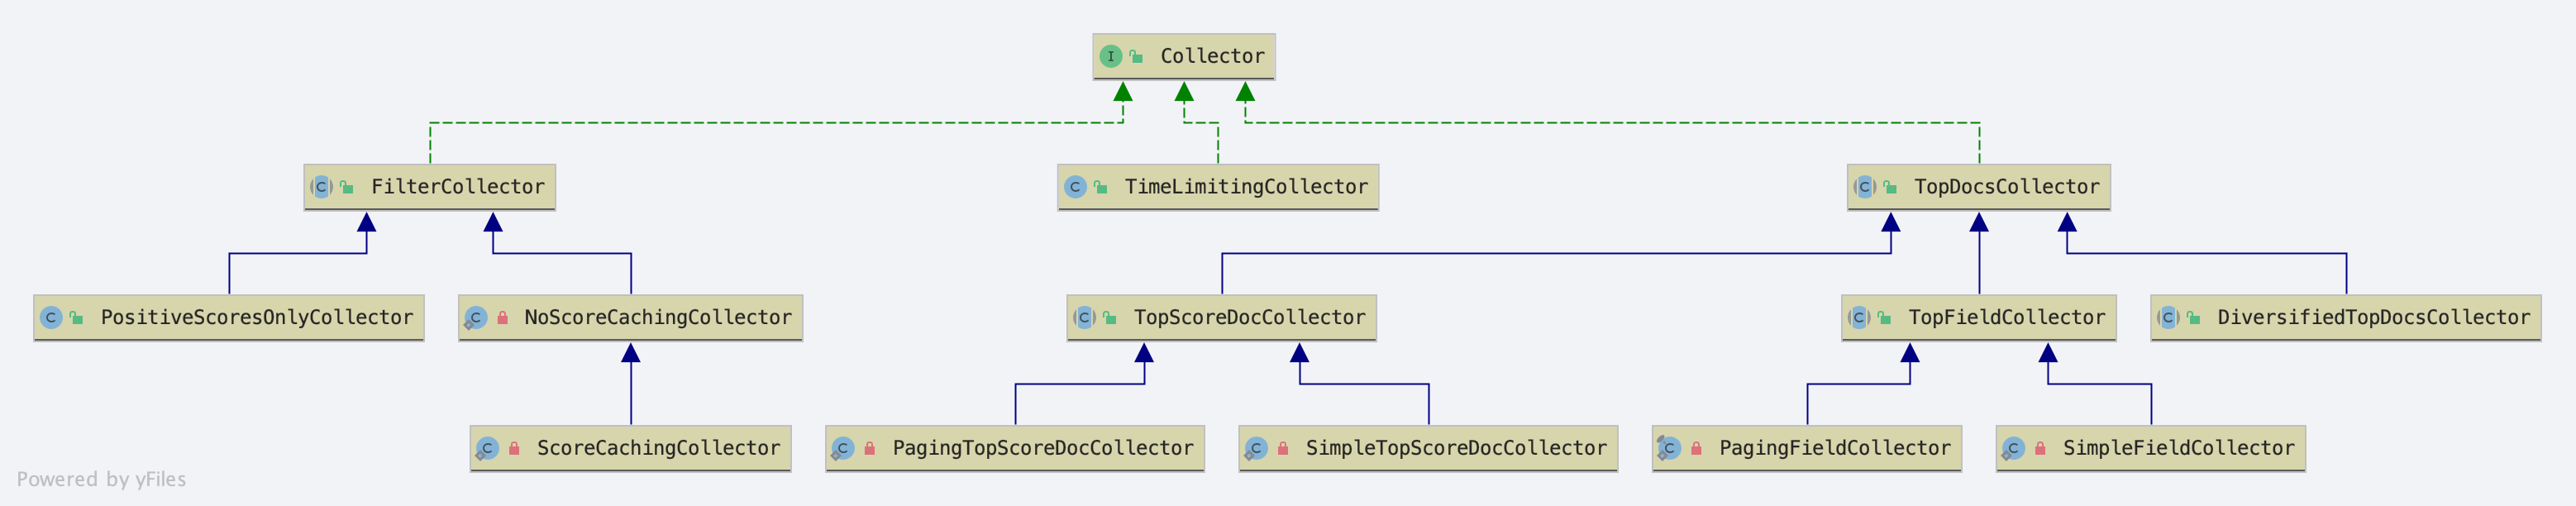 Collector
FilterCollector
TimeLimitingCollector
TopDocsCollector
PositiveScoresOnlyCollector
NoScoreCachingCollector
TopScoreDocCollector
TopFieldCollector
DiversifiedTopDocsCollector
ScoreCachingCollector
PagingTopScoreDocCollector
SimpleTopScoreDocCollector
PagingFieldCollector
SimpleFieldCollector
Powered by yFiles